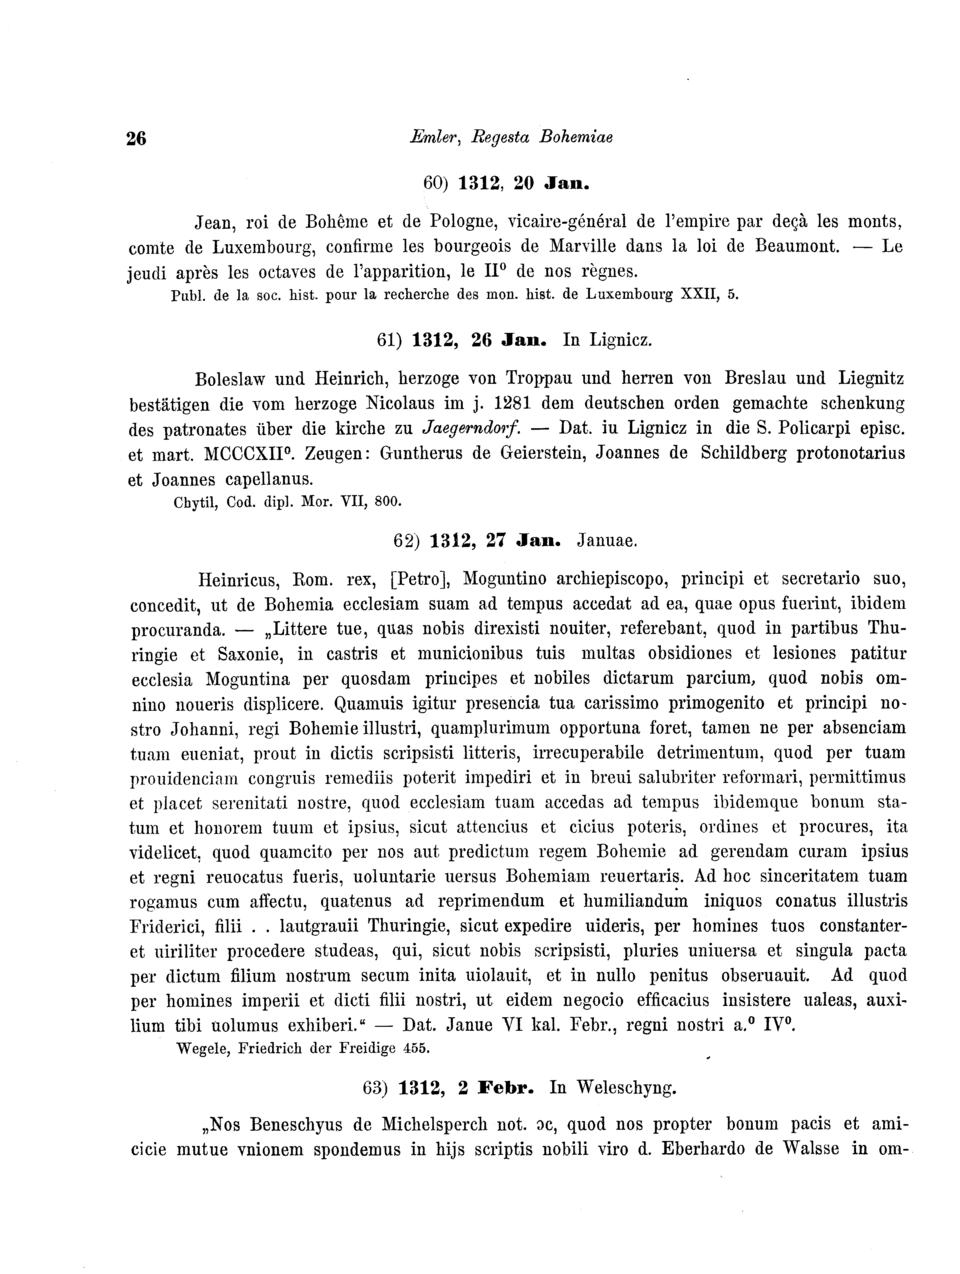 26
Emler, Regesta Bohemiae
60) 1312, 20 Jan.
Jean, roi de Bohême et de Pologne, vicaire-général de l'empire par deçà les monts,
comte de Luxembourg, confirme les bourgeois de Marville dans la loi de Beaumont. — Le
jeudi après les octaves de l'apparition, le II⁰ de nos règnes.
Publ. de la soc. hist. pour la recherche des mon. hist. de Luxembourg XXII, 5.
61) 1312, 26 Jan. In Lignicz.
Boleslaw und Heinrich, herzoge von Troppau und herren von Breslau und Liegnitz
bestätigen die vom herzoge Nicolaus im j. 1281 dem deutschen orden gemachte schenkung
des patronates über die kirche zu Jaegerndorf. — Dat. iu Lignicz in die S. Policarpi episc.
et mart. MCCCXII⁰. Zeugen: Guntherus de Geierstein, Joannes de Schildberg protonotarius
et Joannes capellanus.
Chytil, Cod. dipl. Mor. VII, 800.
62) 1312, 27 Jan. Januae.
Heinricus, Rom. rex, [Petro], Moguntino archiepiscopo, principi et secretario suo,
concedit, ut de Bohemia ecclesiam suam ad tempus accedat ad ea, quae opus fuerint, ibidem
procuranda. — „Littere tue, quas nobis direxisti nouiter, referebant, quod in partibus Thu-
ringie et Saxonie, in castris et municionibus tuis multas obsidiones et lesiones patitur
ecclesia Moguntina per quosdam principes et nobiles dictarum parcium, quod nobis om-
nino noueris displicere. Quamuis igitur presencia tua carissimo primogenito et principi no-
stro Johanni, regi Bohemie illustri, quamplurimum opportuna foret, tamen ne per absenciam
tuam eueniat, prout in dictis scripsisti litteris, irrecuperabile detrimentum, quod per tuam
prouidenciam congruis remediis poterit impediri et in breui salubriter reformari, permittimus
et placet serenitati nostre, quod ecclesiam tuam accedas ad tempus ibidemque bonum sta-
tum et honorem tuum et ipsius, sicut attencius et cicius poteris, ordines et procures, ita
videlicet, quod quamcito per nos aut predictum regem Bohemie ad gerendam curam ipsius
et regni reuocatus fueris, uoluntarie uersus Bohemiam reuertaris. Ad hoc sinceritatem tuam
rogamus cum affectu, quatenus ad reprimendum et humiliandum iniquos conatus illustris
Friderici, filii . . lautgrauii Thuringie, sicut expedire uideris, per homines tuos constanter-
et uiriliter procedere studeas, qui, sicut nobis scripsisti, pluries uniuersa et singula pacta
per dictum filium nostrum secum inita uiolauit, et in nullo penitus obseruauit. Ad quod
per homines imperii et dicti filii nostri, ut eidem negocio efficacius insistere ualeas, auxi-
lium tibi uolumus exhiberi.“ — Dat. Janue VI kal. Febr., regni nostri a.⁰ IV⁰.
Wegele, Friedrich der Freidige 455.
63) 1312, 2 Febr. In Weleschyng.
„Nos Beneschyus de Michelsperch not. ɔc, quod nos propter bonum pacis et ami-
cicie mutue vnionem spondemus in hijs scriptis nobili viro d. Eberhardo de Walsse in om-